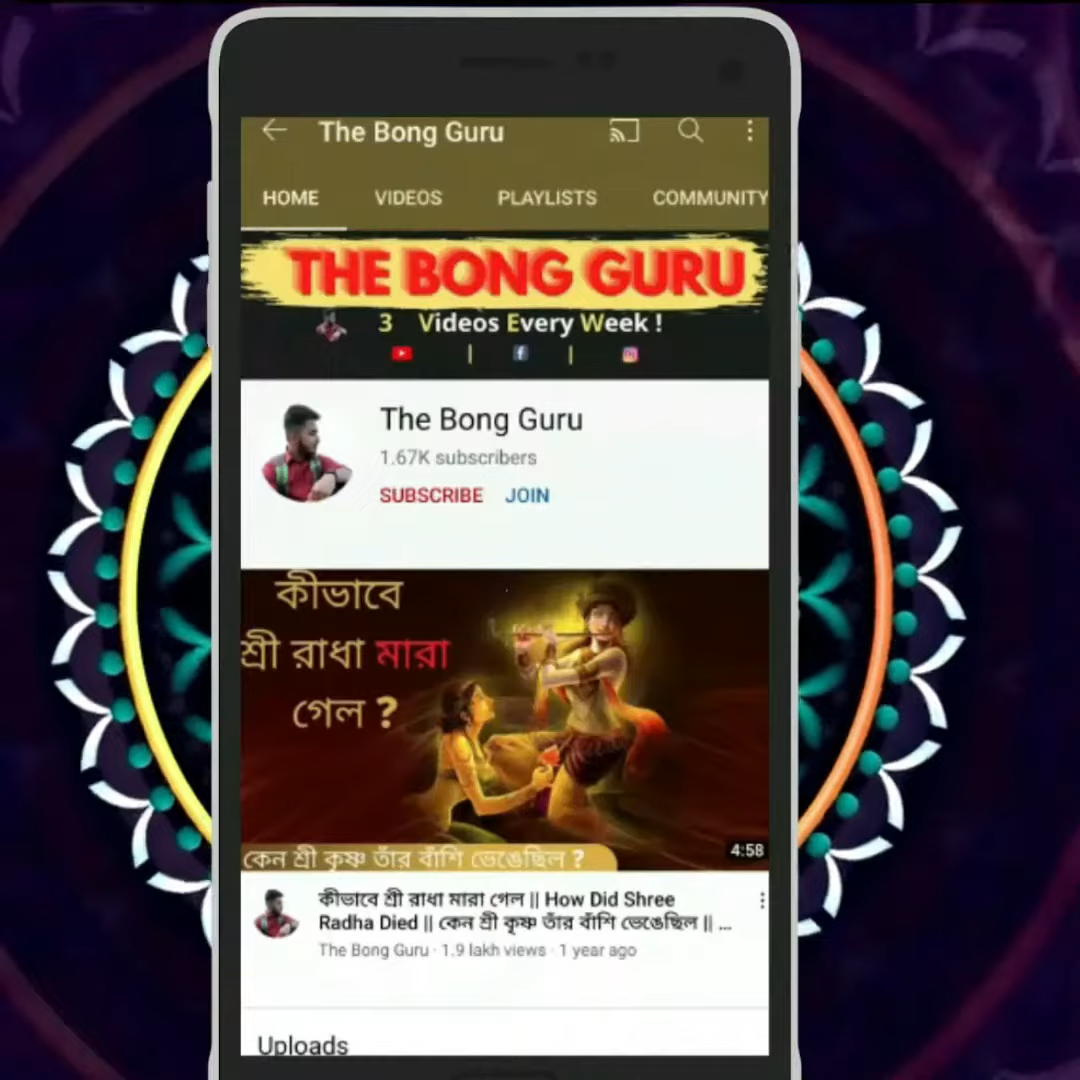 The Bong Guru
HOME VIDEOS PLAYLISTS COMMUNITY
THE BONG GURU
3 Videos Every Week !
The Bong Guru
1.67K subscribers
SUBSCRIBE JOIN
কীভাবে
শ্রী রাধা মারা
গেল ?
কেন শ্রী কৃষ্ণ তাঁর বাঁশি ভেঙেছিল ?
4:58
কীভাবে শ্রী রাধা মারা গেল || How Did Shree
Radha Died || কেন শ্রী কৃষ্ণ তাঁর বাঁশি ভেঙেছিল || ...
The Bong Guru · 1.9 lakh views · 1 year ago
Uploads